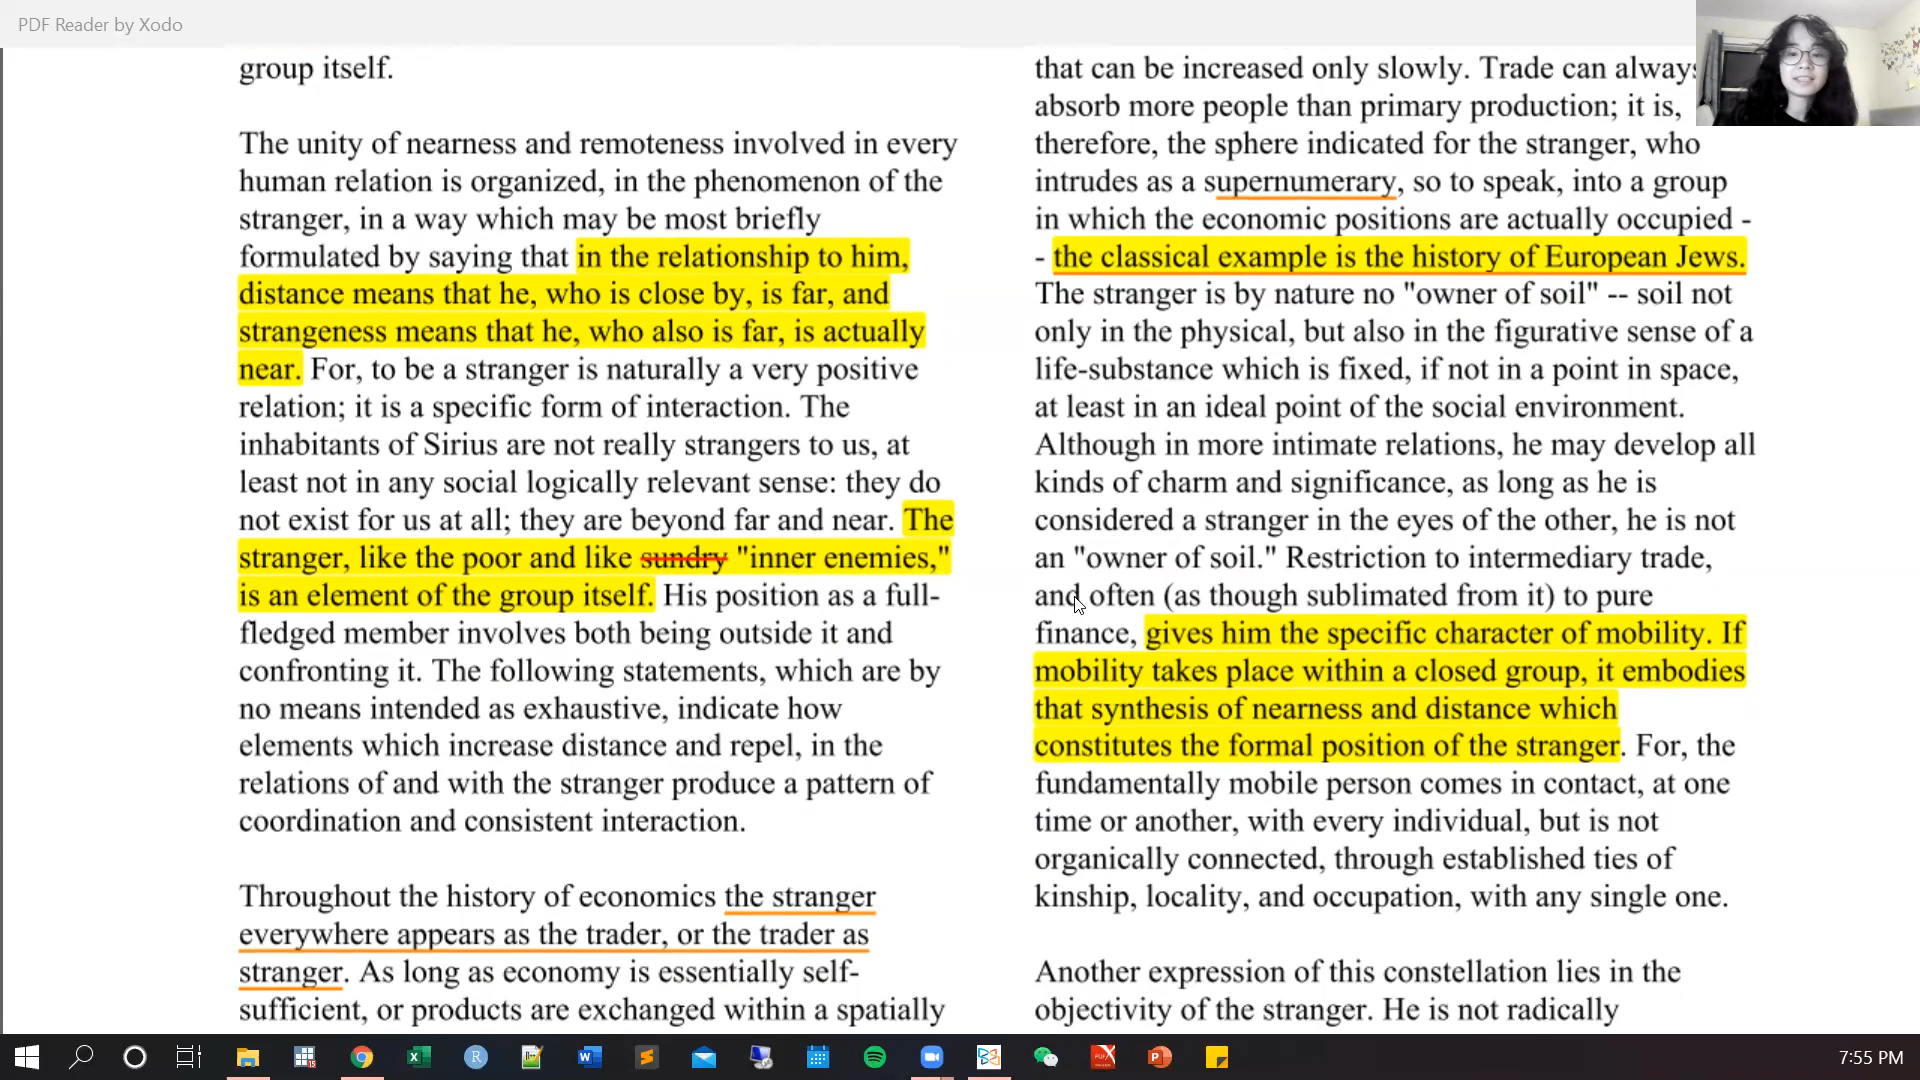 PDF Reader by Xodo
group itself.
The unity of nearness and remoteness involved in every
human relation is organized, in the phenomenon of the
stranger, in a way which may be most briefly
formulated by saying that in the relationship to him,
distance means that he, who is close by, is far, and
strangeness means that he, who also is far, is actually
near. For, to be a stranger is naturally a very positive
relation; it is a specific form of interaction. The
inhabitants of Sirius are not really strangers to us, at
least not in any social logically relevant sense: they do
not exist for us at all; they are beyond far and near. The
stranger, like the poor and like sundry "inner enemies,"
is an element of the group itself. His position as a full-
fledged member involves both being outside it and
confronting it. The following statements, which are by
no means intended as exhaustive, indicate how
elements which increase distance and repel, in the
relations of and with the stranger produce a pattern of
coordination and consistent interaction.
Throughout the history of economics the stranger
everywhere appears as the trader, or the trader as
stranger. As long as economy is essentially self-
sufficient, or products are exchanged within a spatially
that can be increased only slowly. Trade can always
absorb more people than primary production; it is,
therefore, the sphere indicated for the stranger, who
intrudes as a supernumerary, so to speak, into a group
in which the economic positions are actually occupied -
- the classical example is the history of European Jews.
The stranger is by nature no "owner of soil" -- soil not
only in the physical, but also in the figurative sense of a
life-substance which is fixed, if not in a point in space,
at least in an ideal point of the social environment.
Although in more intimate relations, he may develop all
kinds of charm and significance, as long as he is
considered a stranger in the eyes of the other, he is not
an "owner of soil." Restriction to intermediary trade,
and often (as though sublimated from it) to pure
finance, gives him the specific character of mobility. If
mobility takes place within a closed group, it embodies
that synthesis of nearness and distance which
constitutes the formal position of the stranger. For, the
fundamentally mobile person comes in contact, at one
time or another, with every individual, but is not
organically connected, through established ties of
kinship, locality, and occupation, with any single one.
Another expression of this constellation lies in the
objectivity of the stranger. He is not radically
7:55 PM